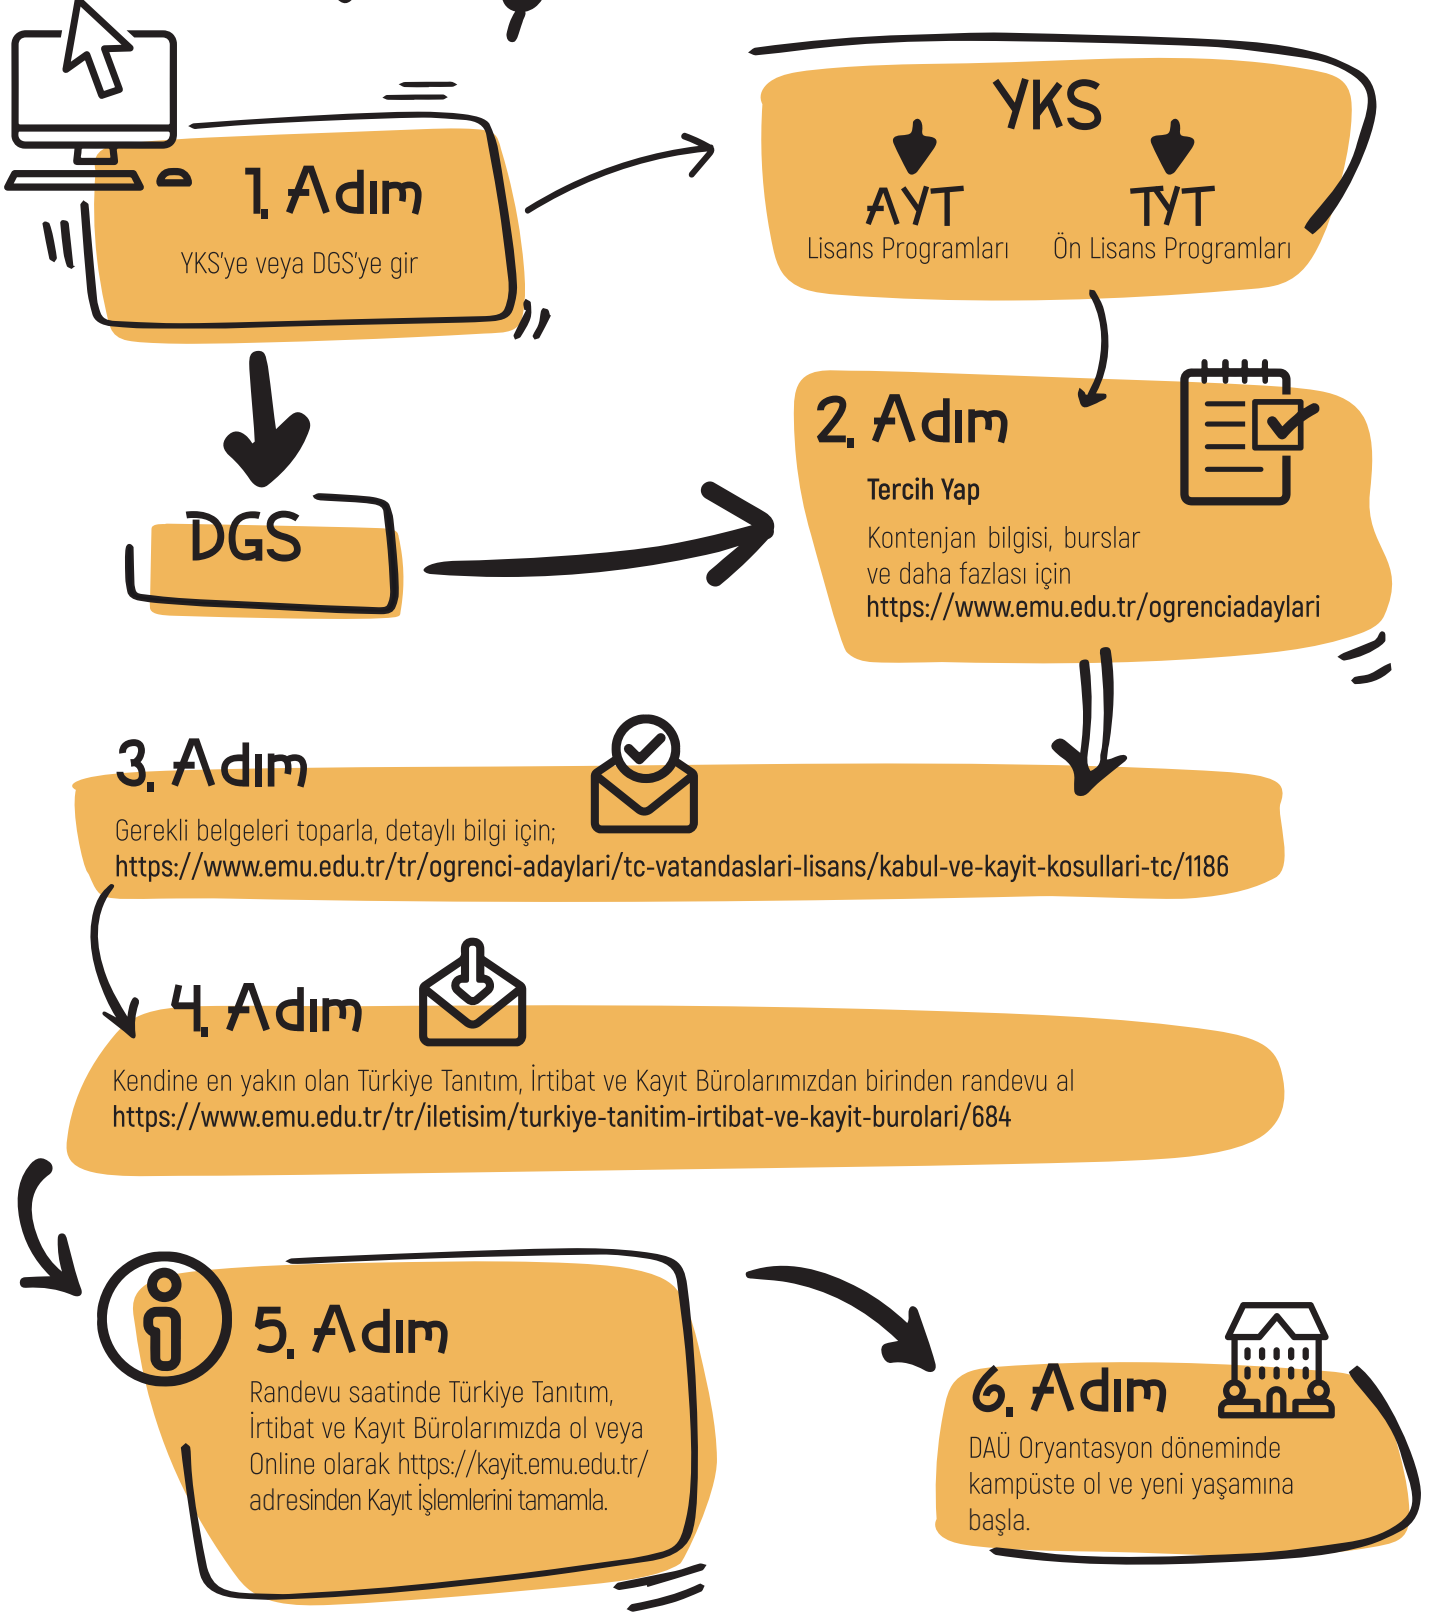 1. Adım
YKS'ye veya DGS'ye gir
YKS
AYT
Lisans Programları
TYT
Ön Lisans Programları
DGS
2. Adım
Tercih Yap
Kontenjan bilgisi, burslar
ve daha fazlası için
https://www.emu.edu.tr/ogrenciadaylari
3. Adım
Gerekli belgeleri toparla, detaylı bilgi için;
https://www.emu.edu.tr/tr/ogrenci-adaylari/tc-vatandaslari-lisans/kabul-ve-kayit-kosullari-tc/1186
4. Adım
Kendine en yakın olan Türkiye Tanıtım, İrtibat ve Kayıt Bürolarımızdan birinden randevu al
https://www.emu.edu.tr/tr/iletisim/turkiye-tanitim-irtibat-ve-kayit-burolari/684
5. Adım
Randevu saatinde Türkiye Tanıtım,
İrtibat ve Kayıt Bürolarımızda ol veya
Online olarak https://kayit.emu.edu.tr/
adresinden Kayıt İşlemlerini tamamla.
6. Adım
DAÜ Oryantasyon döneminde
kampüste ol ve yeni yaşamına
başla.